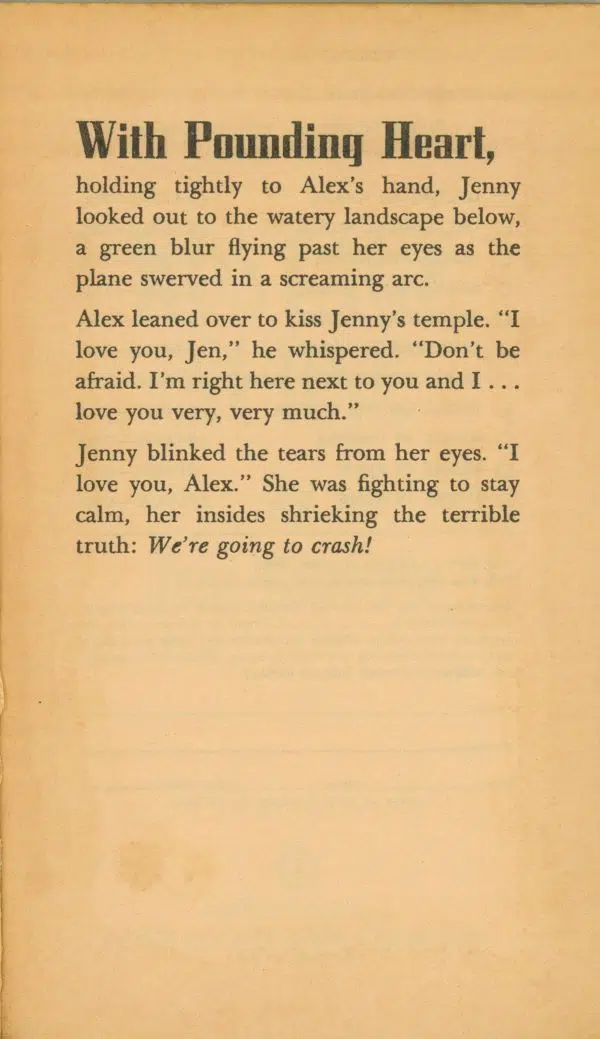 With Pounding Heart,
holding tightly to Alex's hand, Jenny
looked out to the watery landscape below,
a green blur flying past her eyes as the
plane swerved in a screaming arc.
Alex leaned over to kiss Jenny's temple. "I
love you, Jen," he whispered. "Don't be
afraid. I'm right here next to you and I . . .
love you very, very much."
Jenny blinked the tears from her eyes. "I
love you, Alex." She was fighting to stay
calm, her insides shrieking the terrible
truth: We're going to crash!